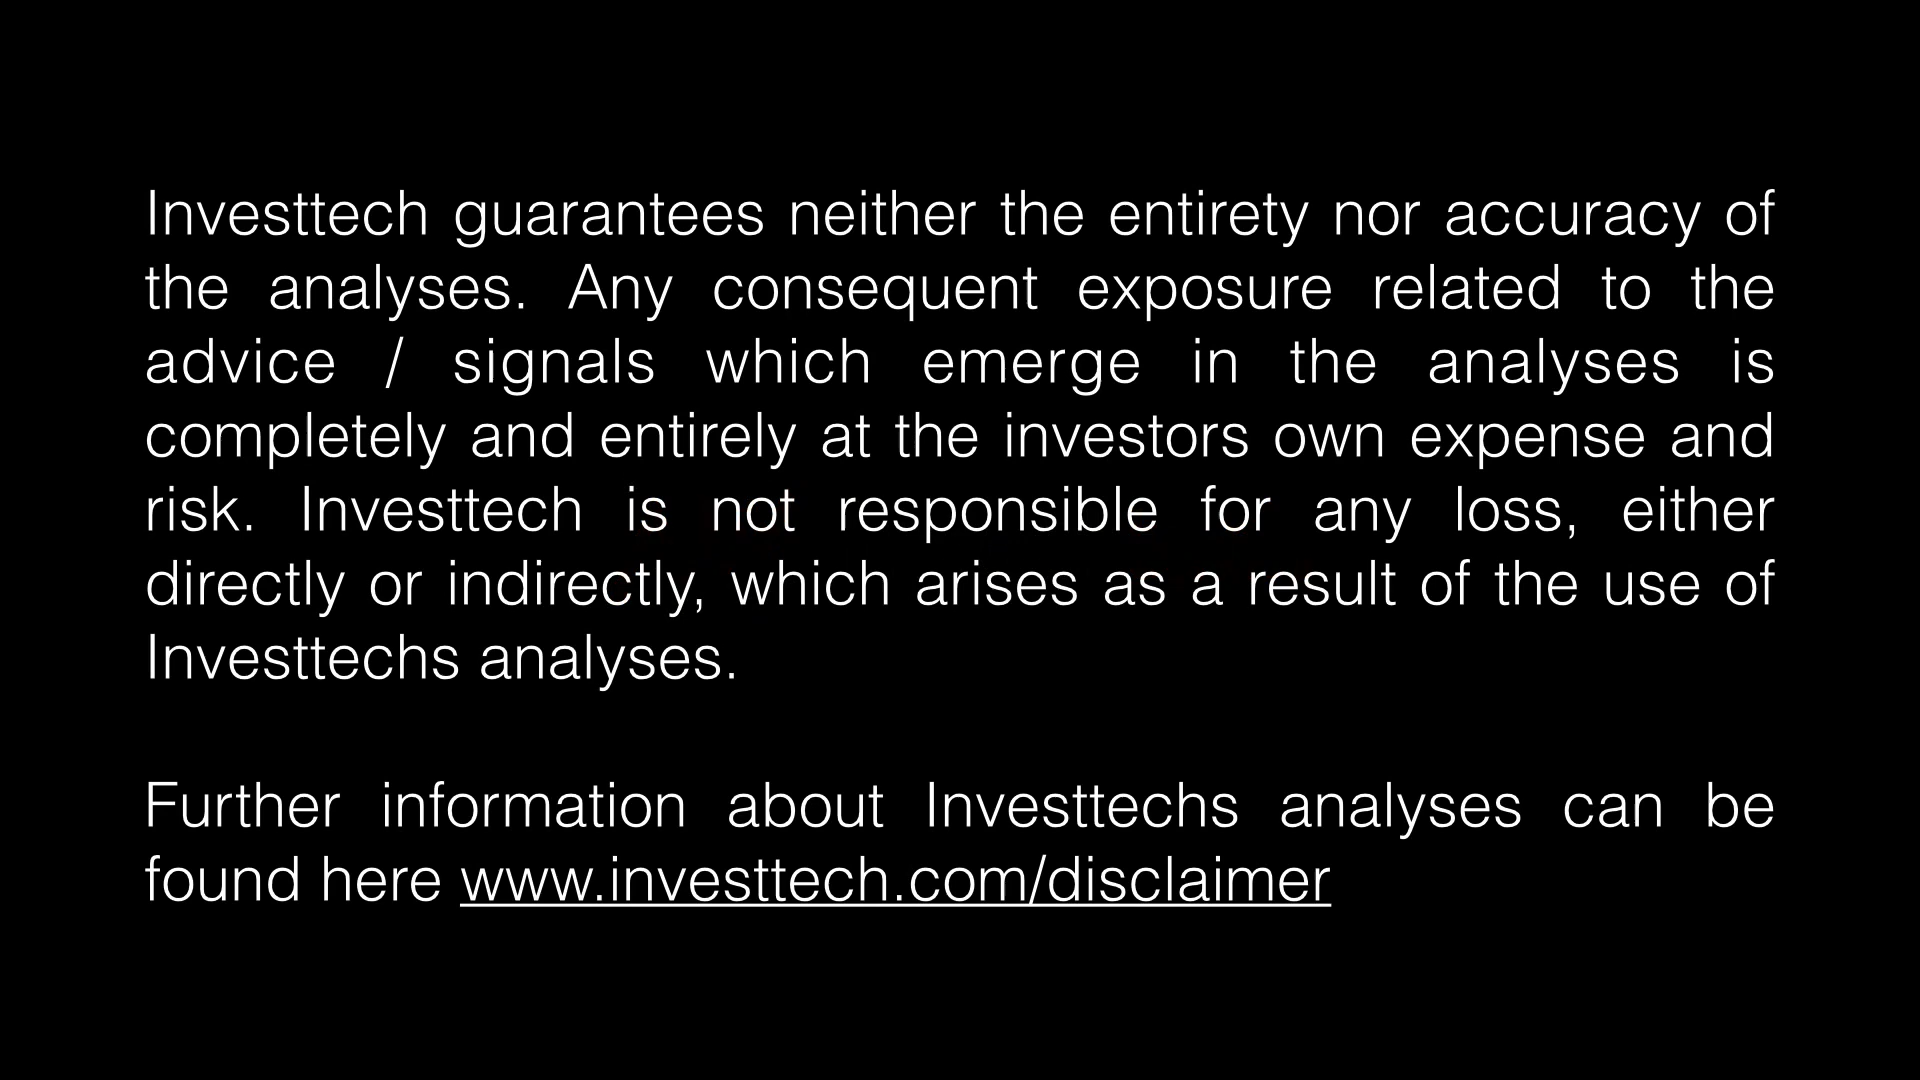 Investtech guarantees neither the entirety nor accuracy of
the analyses. Any consequent exposure related to the
advice / signals which emerge in the analyses is
completely and entirely at the investors own expense and
risk. Investtech is not responsible for any loss, either
directly or indirectly, which arises as a result of the use of
Investtechs analyses.
Further information about Investtechs analyses can be
found here www.investtech.com/disclaimer